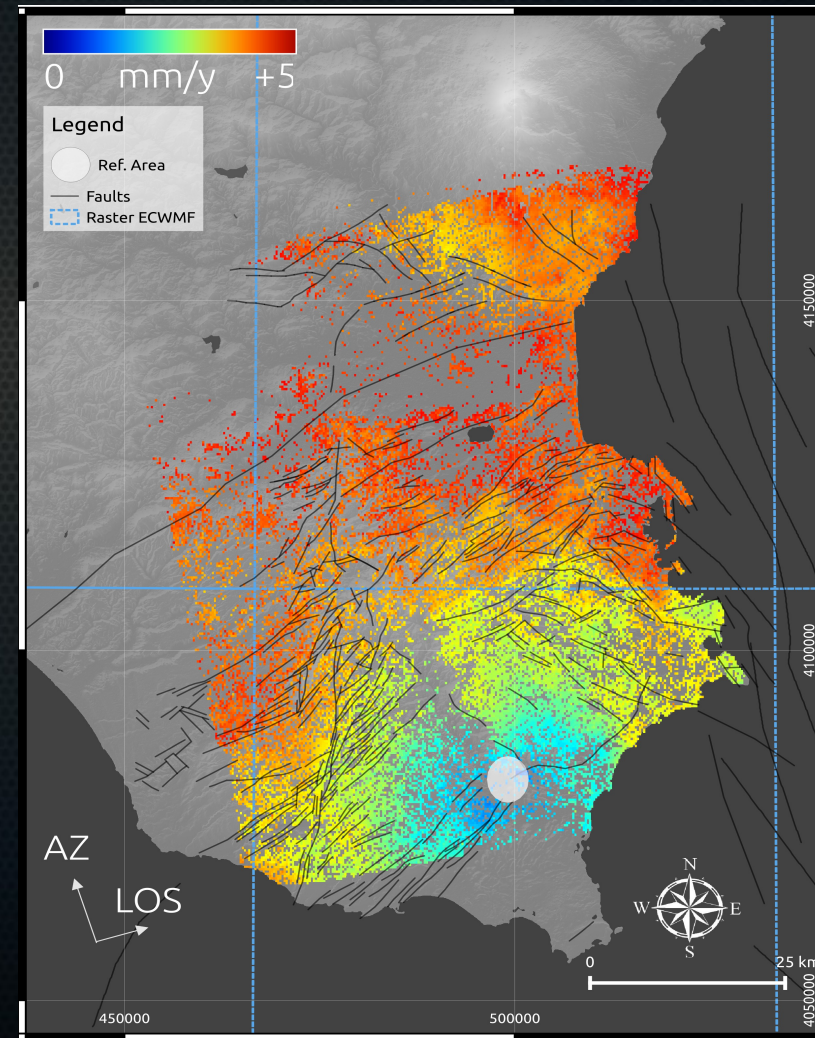 0 mm/y +5
Legend
Ref. Area
Faults
Raster ECWMF
4150000
4100000
AZ
LOS
N
W E
S
0 25 km
4050000
450000 500000